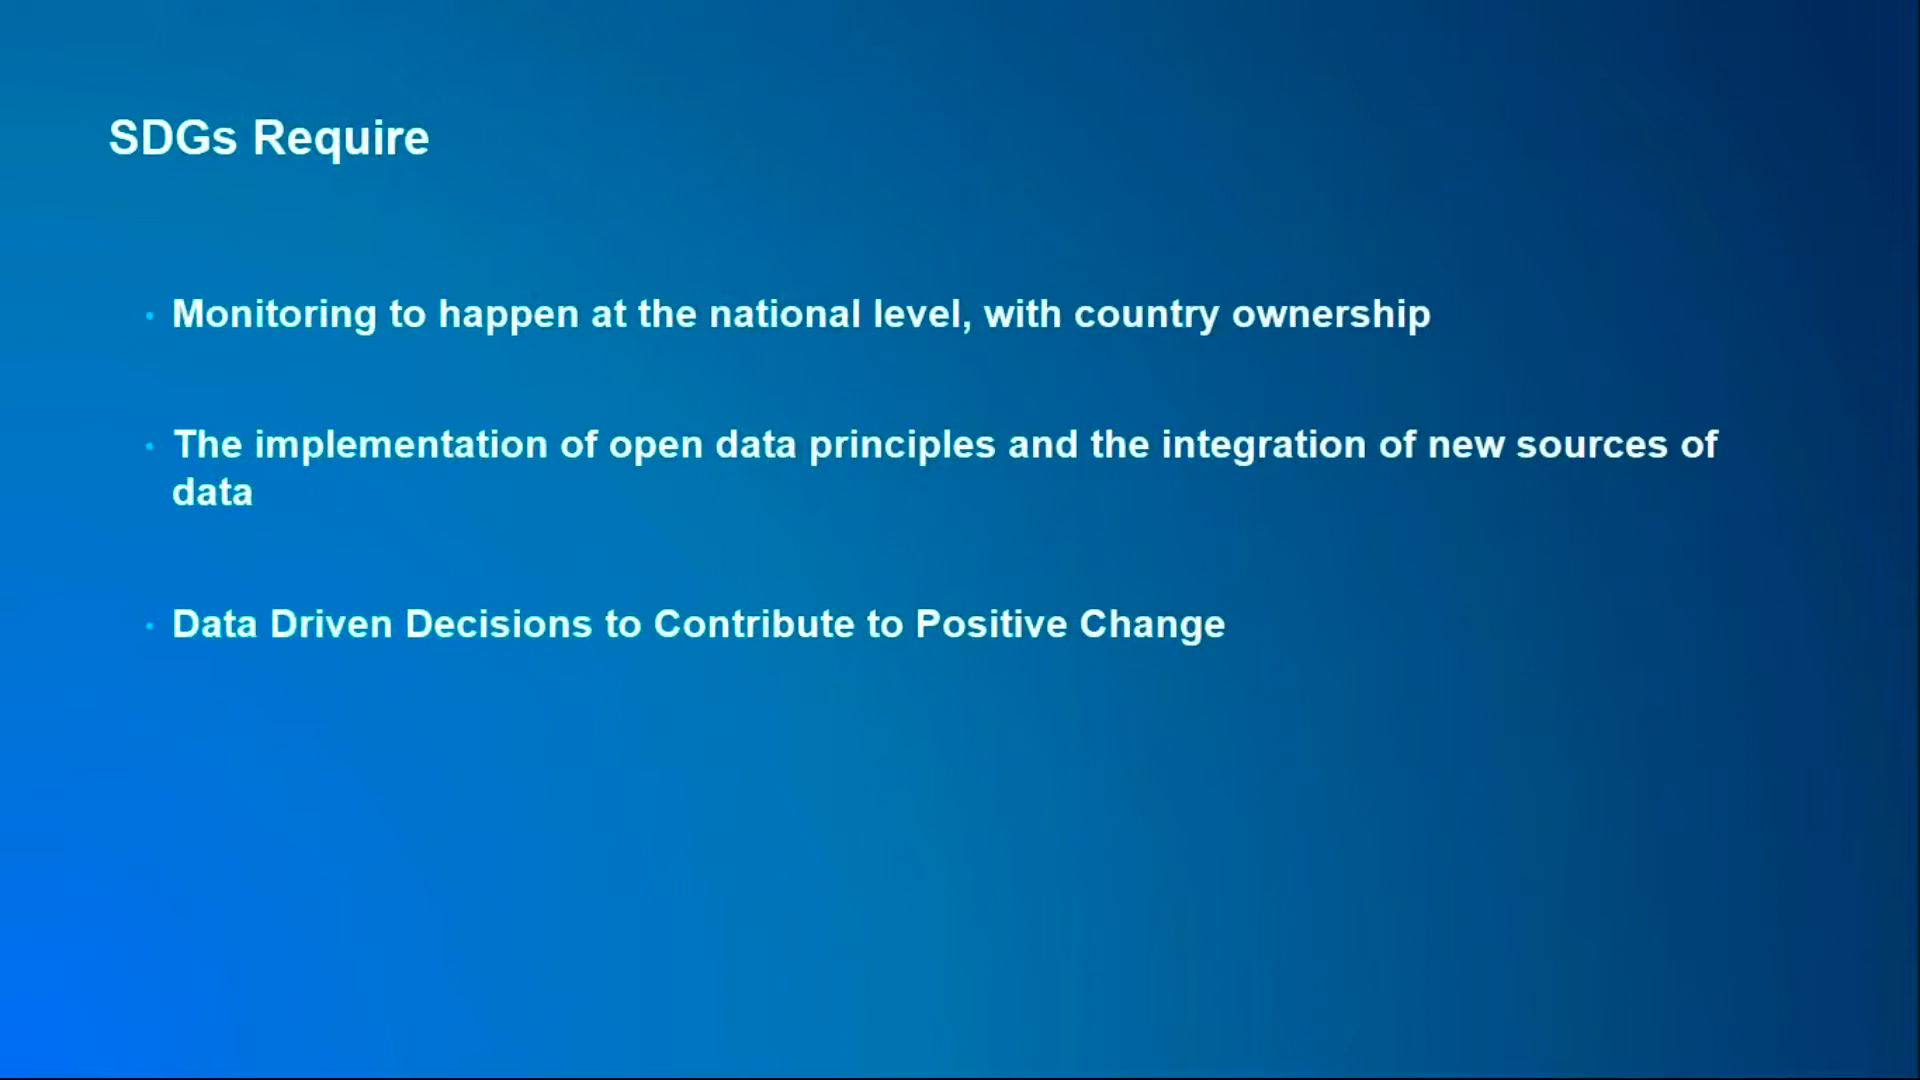 SDGs Require
· Monitoring to happen at the national level, with country ownership
· The implementation of open data principles and the integration of new sources of
data
· Data Driven Decisions to Contribute to Positive Change